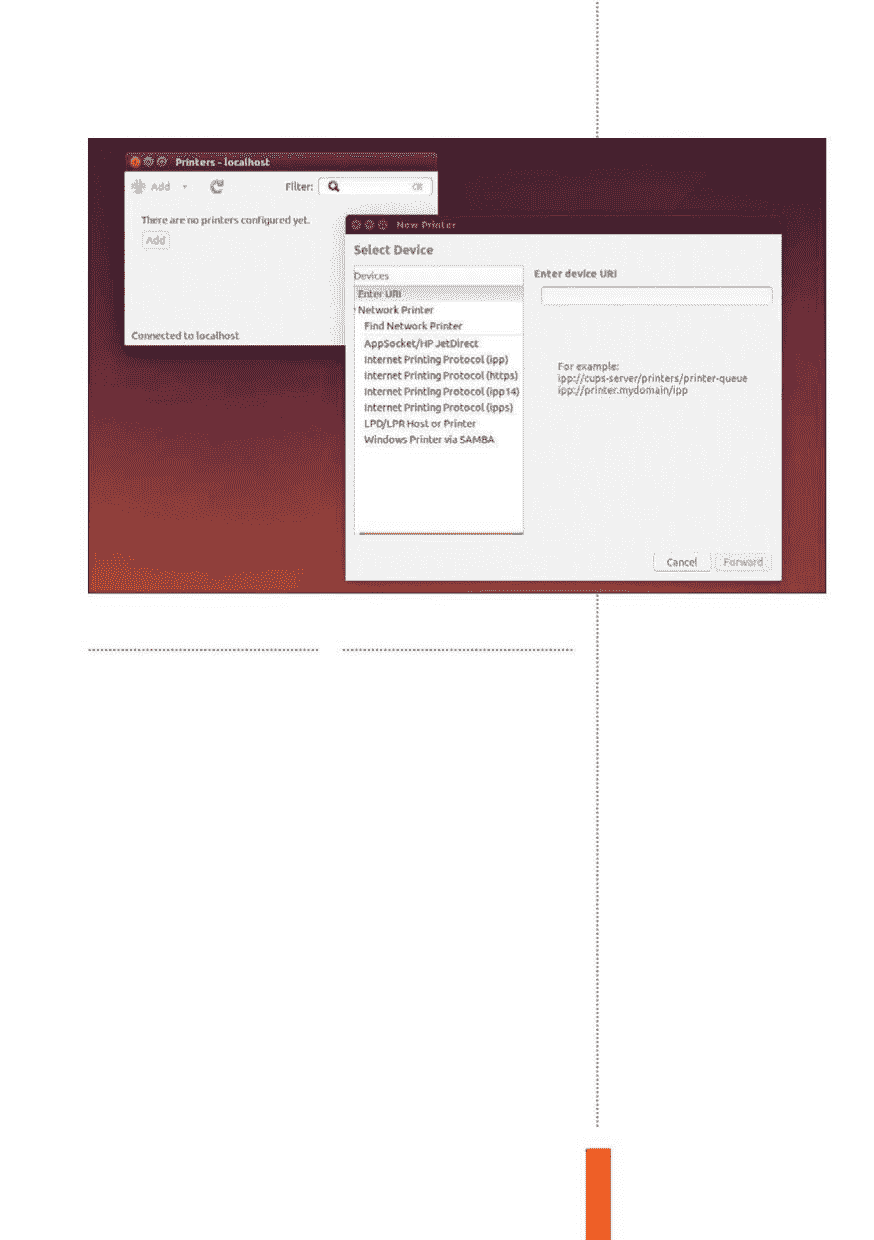 Printers - localhost
Add
Filter:
There are no printers configured yet.
Add
Connected to localhost
New Printer
Select Device
Devices
Enter URI
Network Printer
Find Network Printer
AppSocket/HP JetDirect
Internet Printing Protocol (ipp)
Internet Printing Protocol (https)
Internet Printing Protocol (ipp14)
Internet Printing Protocol (ipps)
LPD/LPR Host or Printer
Windows Printer via SAMBA
Enter device URI
For example:
ipp://cups-server/printers/printer-queue
ipp://printer.mydomain/ipp
Cancel
Forward